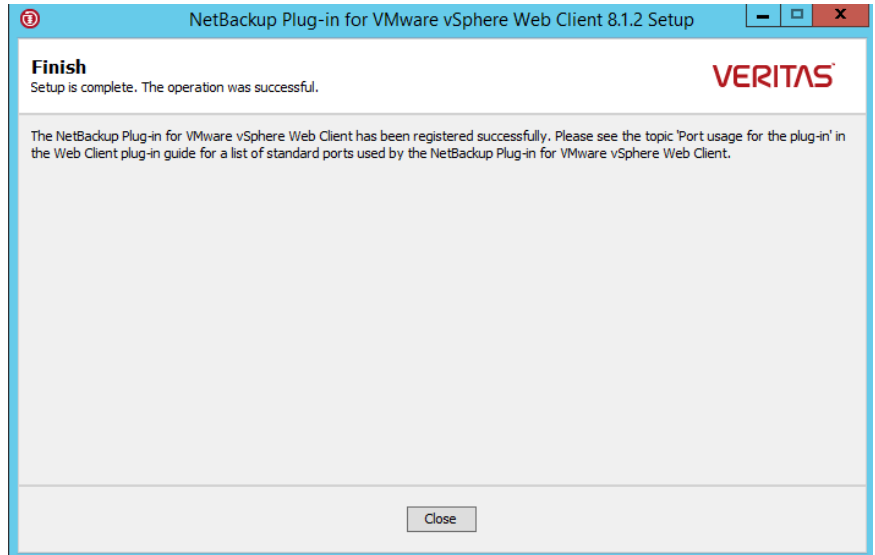 NetBackup Plug-in for VMware vSphere Web Client 8.1.2 Setup
Finish
Setup is complete. The operation was successful.
VERITAS
The NetBackup Plug-in for VMware vSphere Web Client has been registered successfully. Please see the topic 'Port usage for the plug-in' in
the Web Client plug-in guide for a list of standard ports used by the NetBackup Plug-in for VMware vSphere Web Client.
Close